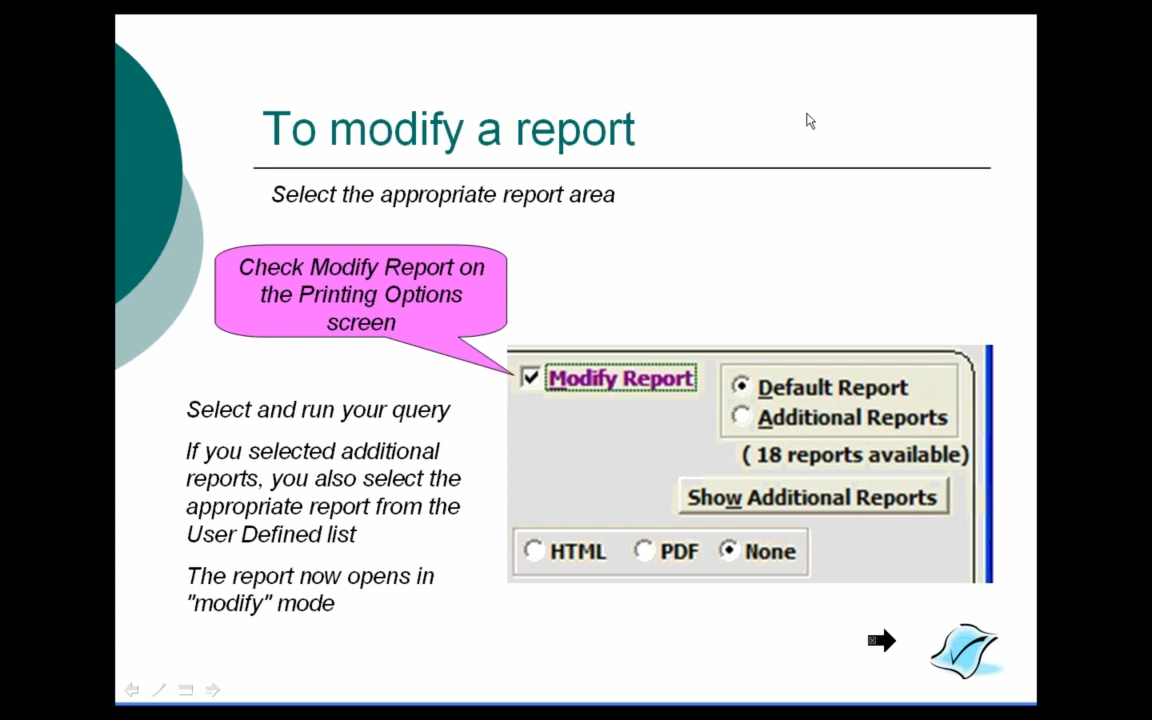 To modify a report
Select the appropriate report area
Check Modify Report on
the Printing Options
screen
Modify Report
Default Report
Additional Reports
( 18 reports available)
Show Additional Reports
HTML PDF None
Select and run your query
If you selected additional
reports, you also select the
appropriate report from the
User Defined list
The report now opens in
"modify" mode